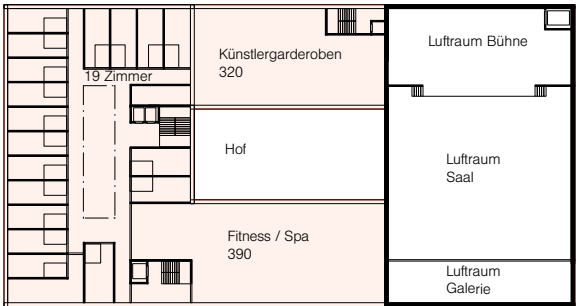 Künstlergarderoben
320
Luftraum Bühne
19 Zimmer
Hof
Luftraum
Saal
Fitness / Spa
390
Luftraum
Galerie